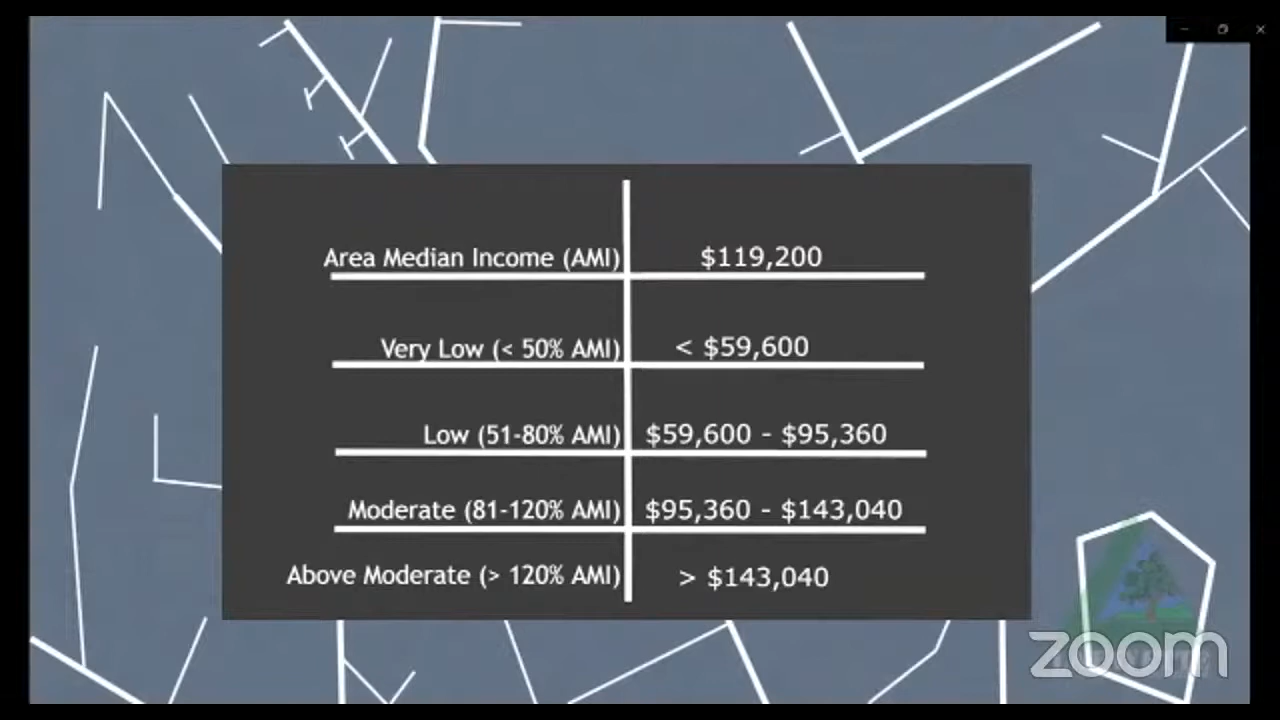 Area Median Income (AMI) $119,200
Very Low (< 50% AMI) < $59,600
Low (51-80% AMI) $59,600 - $95,360
Moderate (81-120% AMI) $95,360 - $143,040
Above Moderate (> 120% AMI) > $143,040
zoom